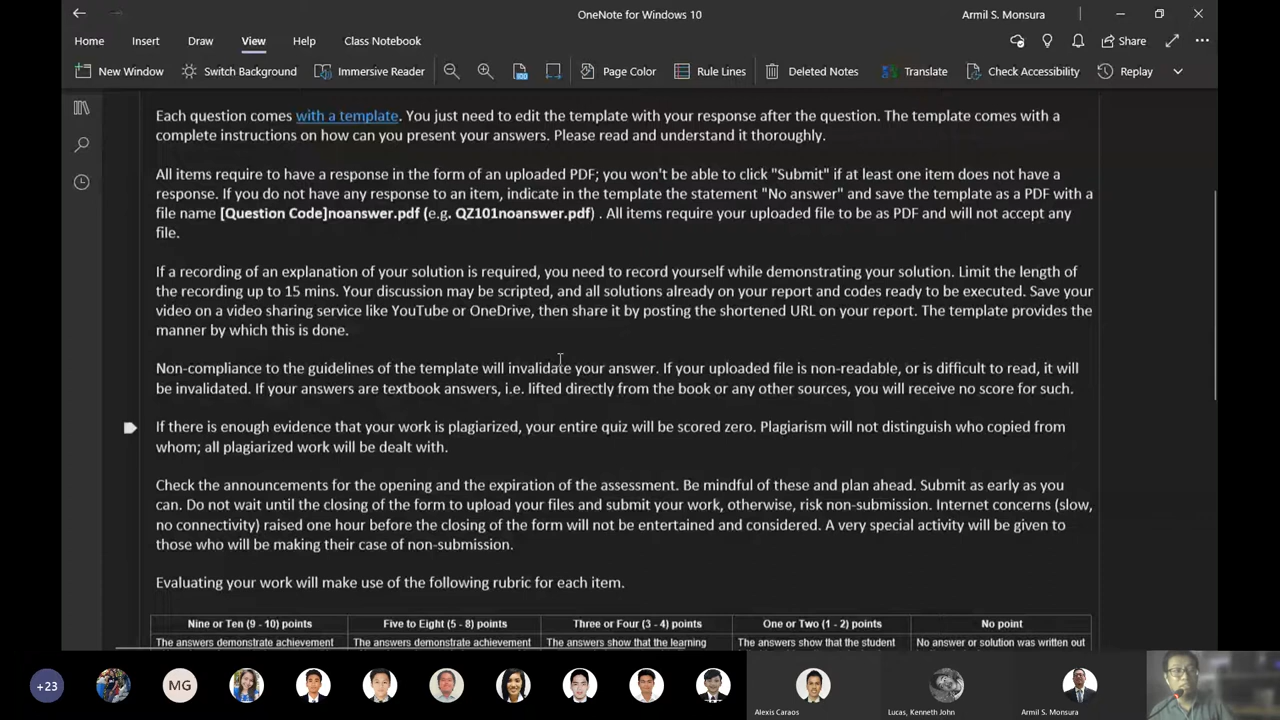 OneNote for Windows 10
Armil S. Monsura
Home Insert Draw View Help Class Notebook
Share
New Window Switch Background Immersive Reader Page Color Rule Lines Deleted Notes Translate Check Accessibility Replay
Each question comes with a template. You just need to edit the template with your response after the question. The template comes with a
complete instructions on how can you present your answers. Please read and understand it thoroughly.
All items require to have a response in the form of an uploaded PDF; you won't be able to click "Submit" if at least one item does not have a
response. If you do not have any response to an item, indicate in the template the statement "No answer" and save the template as a PDF with a
file name [Question Code]noanswer.pdf (e.g. QZ101noanswer.pdf) . All items require your uploaded file to be as PDF and will not accept any
file.
If a recording of an explanation of your solution is required, you need to record yourself while demonstrating your solution. Limit the length of
the recording up to 15 mins. Your discussion may be scripted, and all solutions already on your report and codes ready to be executed. Save your
video on a video sharing service like YouTube or OneDrive, then share it by posting the shortened URL on your report. The template provides the
manner by which this is done.
Non-compliance to the guidelines of the template will invalidate your answer. If your uploaded file is non-readable, or is difficult to read, it will
be invalidated. If your answers are textbook answers, i.e. lifted directly from the book or any other sources, you will receive no score for such.
If there is enough evidence that your work is plagiarized, your entire quiz will be scored zero. Plagiarism will not distinguish who copied from
whom; all plagiarized work will be dealt with.
Check the announcements for the opening and the expiration of the assessment. Be mindful of these and plan ahead. Submit as early as you
can. Do not wait until the closing of the form to upload your files and submit your work, otherwise, risk non-submission. Internet concerns (slow,
no connectivity) raised one hour before the closing of the form will not be entertained and considered. A very special activity will be given to
those who will be making their case of non-submission.
Evaluating your work will make use of the following rubric for each item.
Nine or Ten (9 - 10) points Five to Eight (5 - 8) points Three or Four (3 - 4) points One or Two (1 - 2) points No point
The answers demonstrate achievement The answers demonstrate achievement The answers show that the learning The answers show that the student No answer or solution was written out
+23
MG
Alexis Caraos
Lucas, Kenneth John
Armil S. Monsura